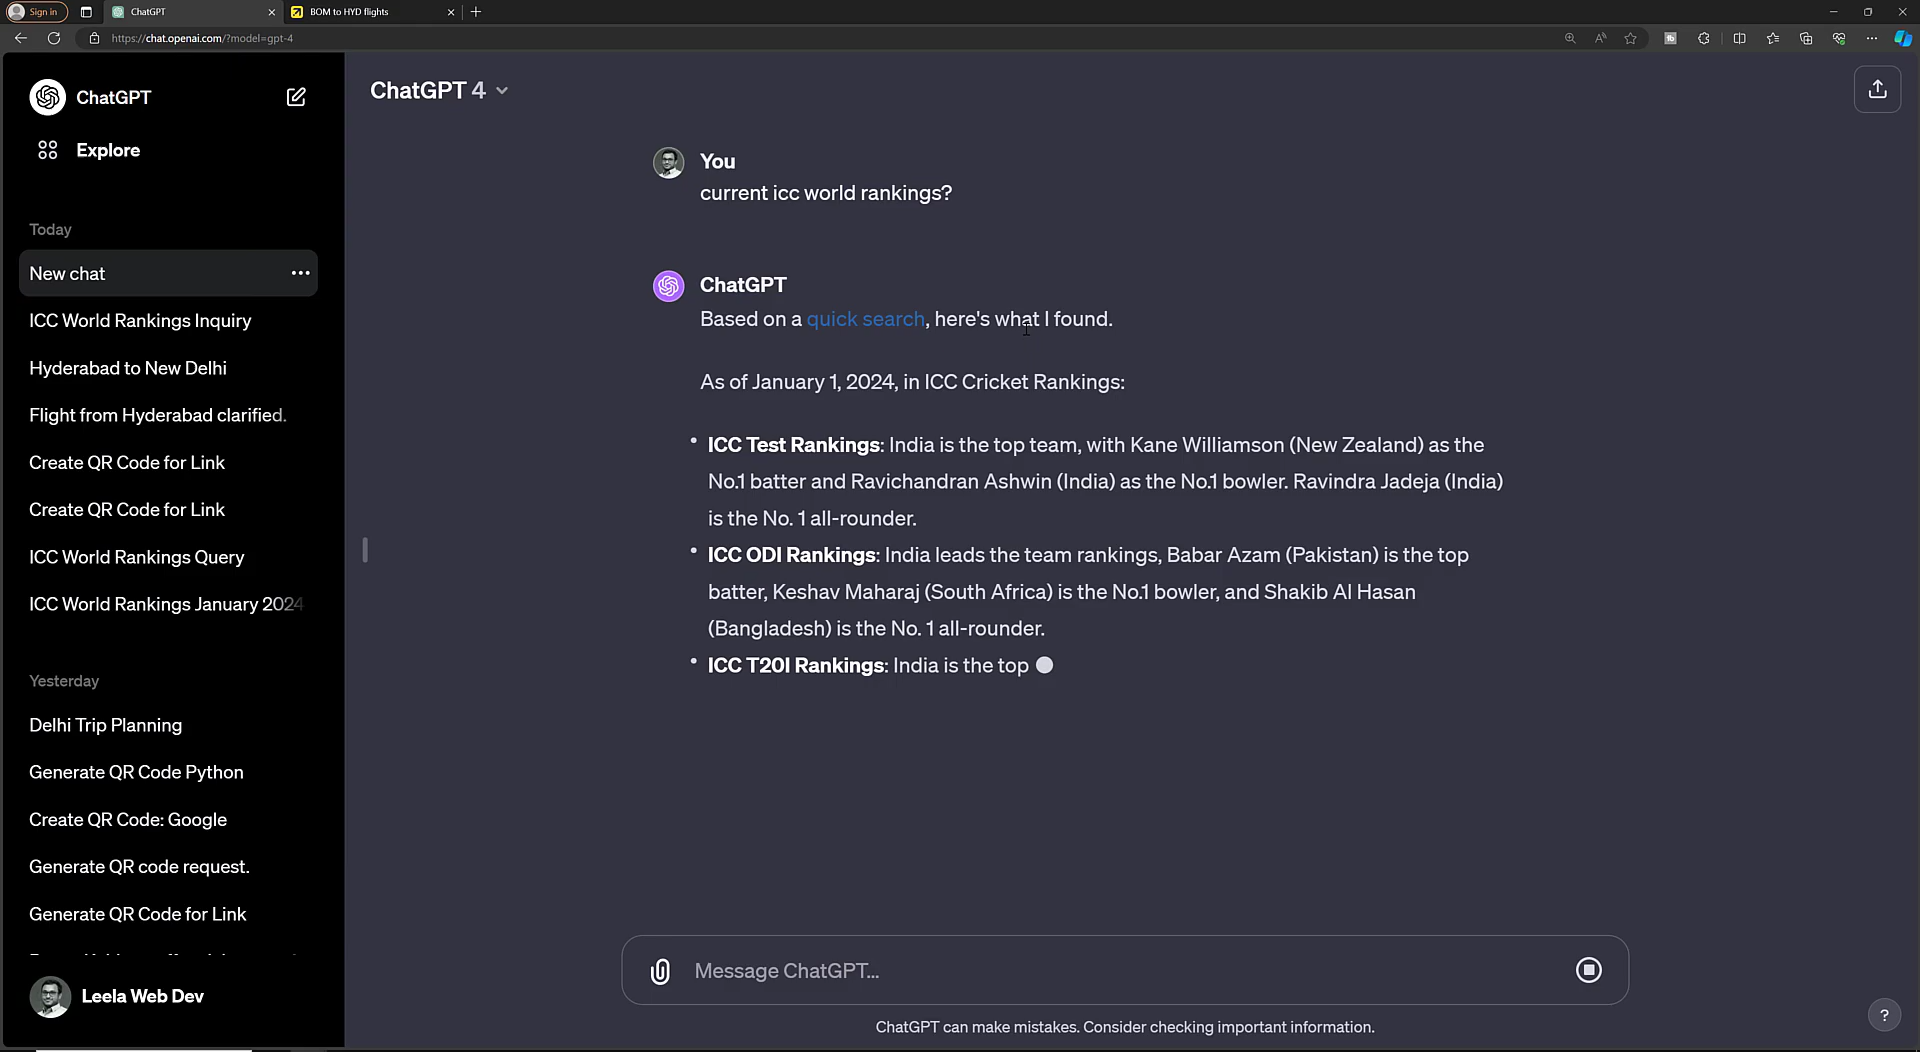 Sign in
ChatGPT
BOM to HYD flights
https://chat.openai.com/?model=gpt-4
ChatGPT
Explore
Today
New chat
ICC World Rankings Inquiry
Hyderabad to New Delhi
Flight from Hyderabad clarified.
Create QR Code for Link
Create QR Code for Link
ICC World Rankings Query
ICC World Rankings January 2024
Yesterday
Delhi Trip Planning
Generate QR Code Python
Create QR Code: Google
Generate QR code request.
Generate QR Code for Link
Leela Web Dev
ChatGPT 4
You
current icc world rankings?
ChatGPT
Based on a quick search, here's what I found.
As of January 1, 2024, in ICC Cricket Rankings:
• ICC Test Rankings: India is the top team, with Kane Williamson (New Zealand) as the
No.1 batter and Ravichandran Ashwin (India) as the No.1 bowler. Ravindra Jadeja (India)
is the No. 1 all-rounder.
• ICC ODI Rankings: India leads the team rankings, Babar Azam (Pakistan) is the top
batter, Keshav Maharaj (South Africa) is the No.1 bowler, and Shakib Al Hasan
(Bangladesh) is the No. 1 all-rounder.
• ICC T20I Rankings: India is the top
Message ChatGPT...
ChatGPT can make mistakes. Consider checking important information.
?